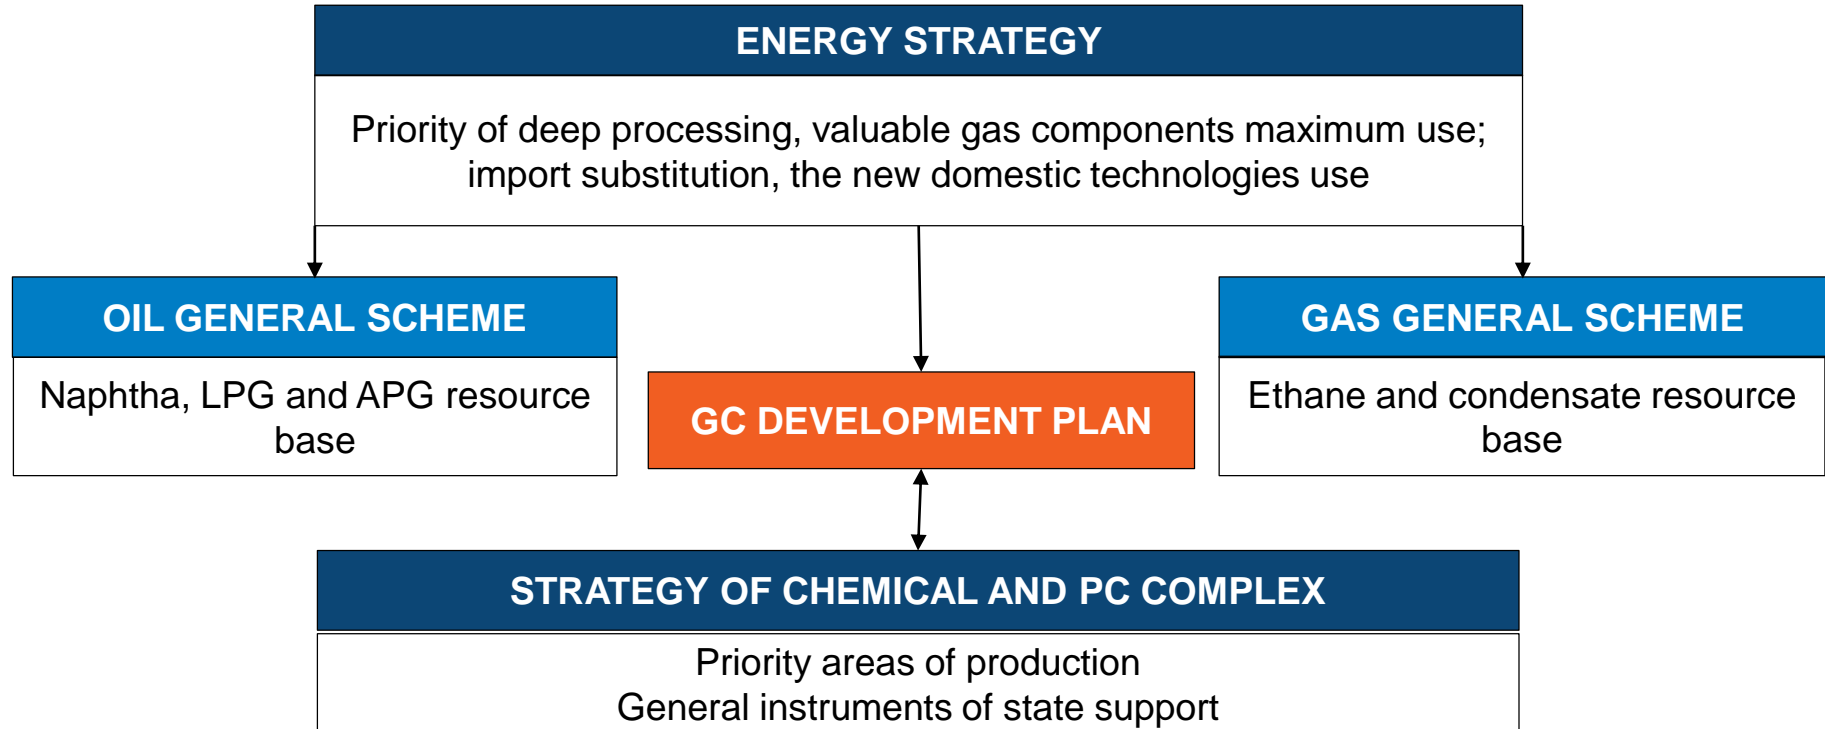 ENERGY STRATEGY
Priority of deep processing, valuable gas components maximum use;
import substitution, the new domestic technologies use
OIL GENERAL SCHEME
Naphtha, LPG and APG resource
base
GC DEVELOPMENT PLAN
GAS GENERAL SCHEME
Ethane and condensate resource
base
STRATEGY OF CHEMICAL AND PC COMPLEX
Priority areas of production
General instruments of state support